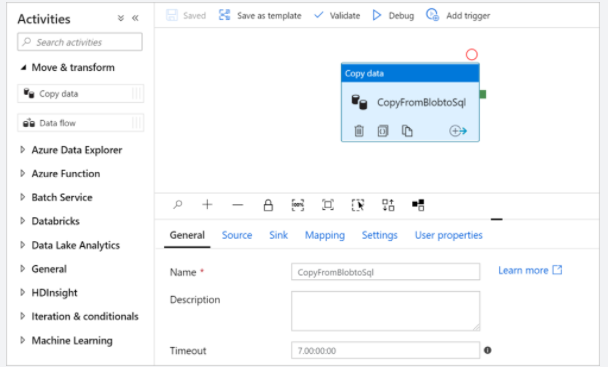 Activities
Search activities
Move & transform
Copy data
Data flow
Azure Data Explorer
Azure Function
Batch Service
Databricks
Data Lake Analytics
General
HDInsight
Iteration & conditionals
Machine Learning
Saved Save as template Validate Debug Add trigger
Copy data
CopyFromBlobtoSql
100%
General Source Sink Mapping Settings User properties
Name * CopyFromBlobtoSql Learn more
Description
Timeout 7.00:00:00